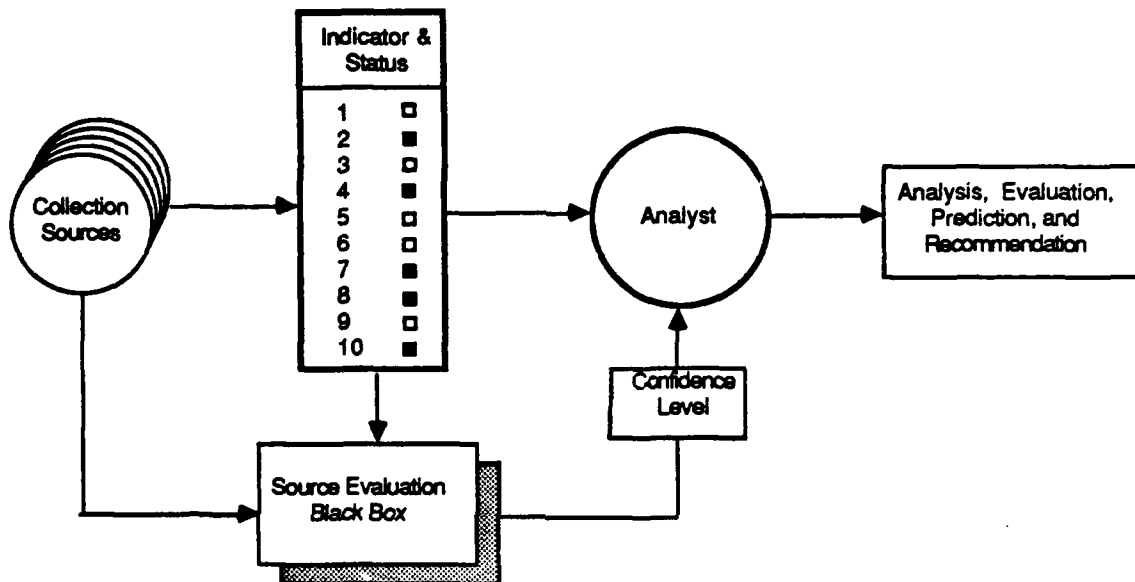 Indicator &
Status
1
2
3
4
5
6
7
8
9
10
Collection
Sources
Analyst
Analysis, Evaluation,
Prediction, and
Recommendation
Confidence
Level
Source Evaluation
Black Box